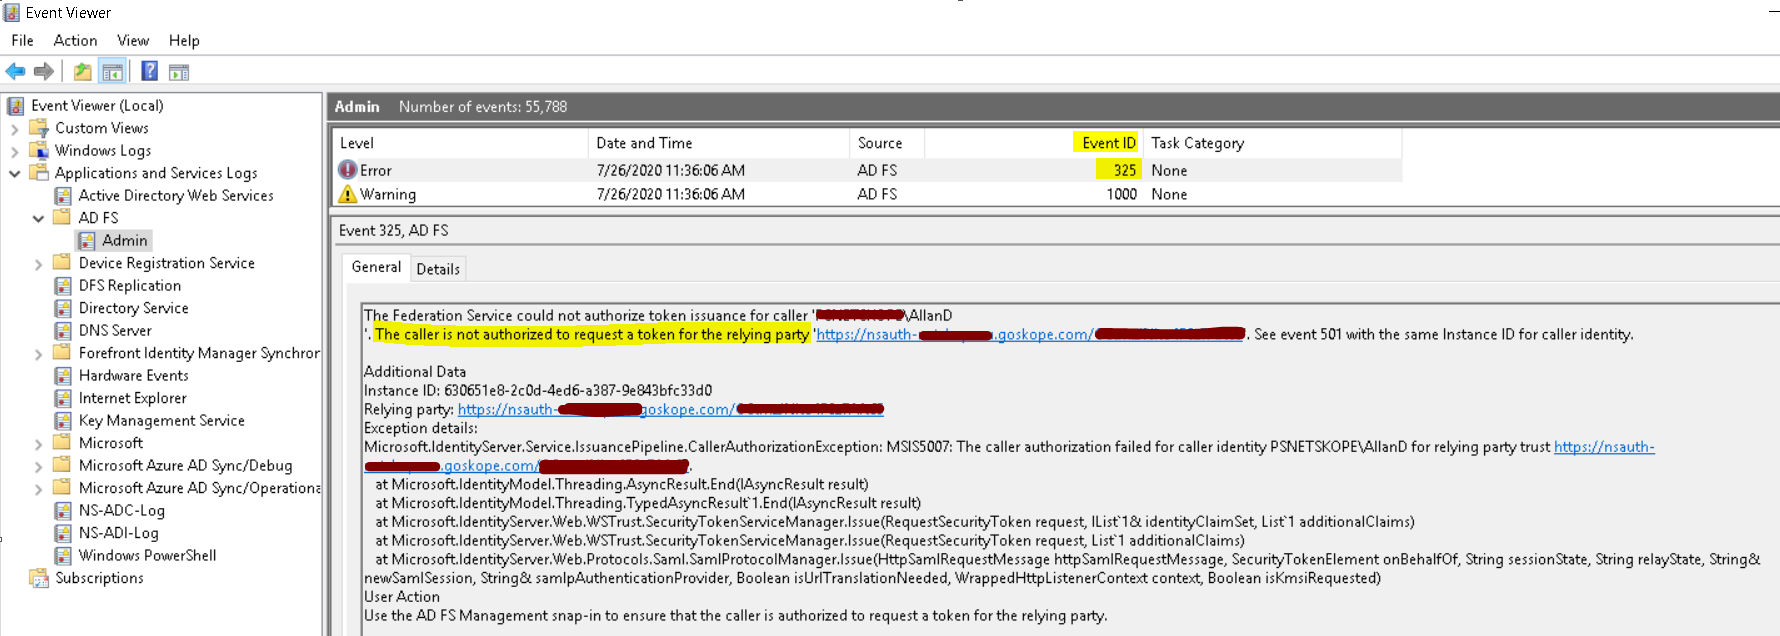 Event Viewer
File Action View Help
Event Viewer (Local)
Custom Views
Windows Logs
Applications and Services Logs
Active Directory Web Services
AD FS
Admin
Device Registration Service
DFS Replication
Directory Service
DNS Server
Forefront Identity Manager Synchror
Hardware Events
Internet Explorer
Key Management Service
Microsoft
Microsoft Azure AD Sync/Debug
Microsoft Azure AD Sync/Operationa
NS-ADC-Log
NS-ADI-Log
Windows PowerShell
Subscriptions
Admin Number of events: 55,788
Level Date and Time Source Event ID Task Category
Error 7/26/2020 11:36:06 AM AD FS 325 None
Warning 7/26/2020 11:36:06 AM AD FS 1000 None
Event 325, AD FS
General Details
The Federation Service could not authorize token issuance for caller '\AllanD
'. The caller is not authorized to request a token for the relying party 'https://nsauth-.goskope.com/. See event 501 with the same Instance ID for caller identity.
Additional Data
Instance ID: 630651e8-2c0d-4ed6-a387-9e843bfc33d0
Relying party: https://nsauth-goskope.com/
Exception details:
Microsoft.IdentityServer.Service.IssuancePipeline.CallerAuthorizationException: MSIS5007: The caller authorization failed for caller identity PSNETSKOPE\AllanD for relying party trust https://nsauth-
.goskope.com/.
at Microsoft.IdentityModel.Threading.AsyncResult.End(IAsyncResult result)
at Microsoft.IdentityModel.Threading.TypedAsyncResult`1.End(IAsyncResult result)
at Microsoft.IdentityServer.Web.WSTrust.SecurityTokenServiceManager.Issue(RequestSecurityToken request, IList`1& identityClaimSet, List`1 additionalClaims)
at Microsoft.IdentityServer.Web.WSTrust.SecurityTokenServiceManager.Issue(RequestSecurityToken request, List`1 additionalClaims)
at Microsoft.IdentityServer.Web.Protocols.Saml.SamlProtocolManager.Issue(HttpSamlRequestMessage httpSamlRequestMessage, SecurityTokenElement onBehalfOf, String sessionState, String relayState, String&
newSamlSession, String& samlpAuthenticationProvider, Boolean isUrlTranslationNeeded, WrappedHttpListenerContext context, Boolean isKmsiRequested)
User Action
Use the AD FS Management snap-in to ensure that the caller is authorized to request a token for the relying party.